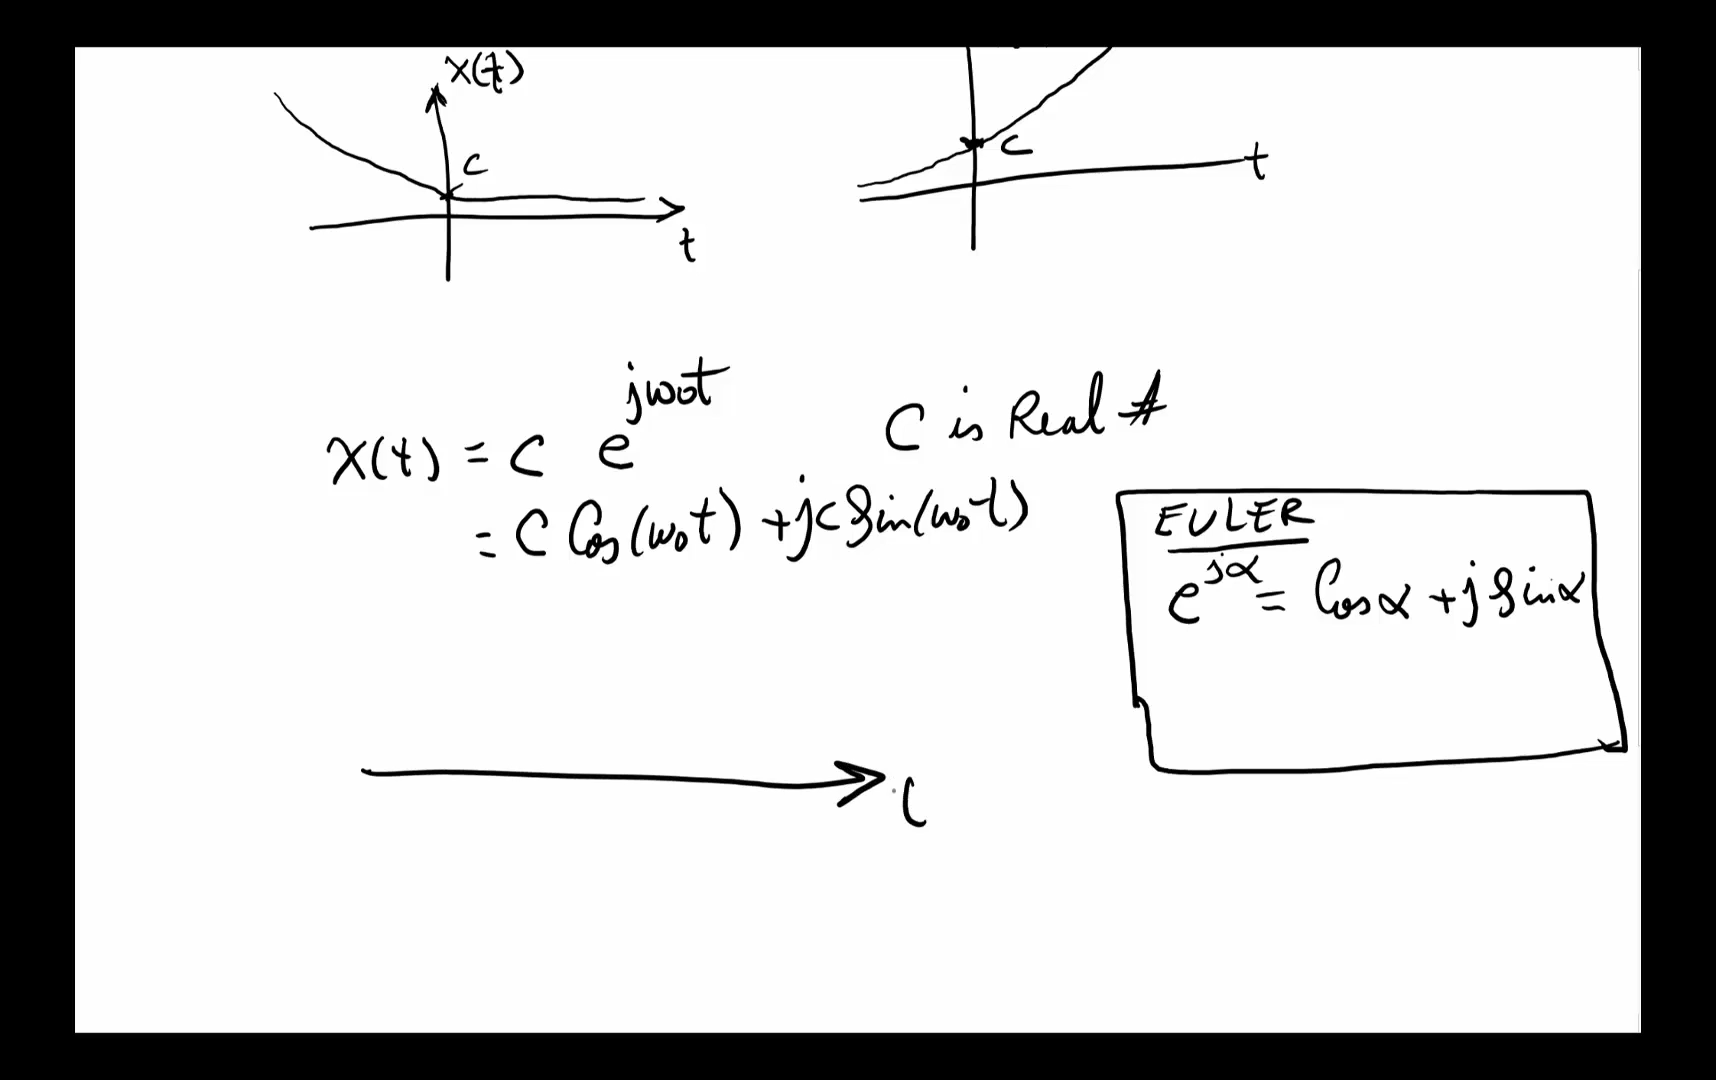 x(t)
C
t
C
t
x(t) = C e^{jω₀t}
C is Real #
= C Cos(ω₀t) + jC Sin(ω₀t)
EULER
e^{jα} = Cosα + j Sinα
C